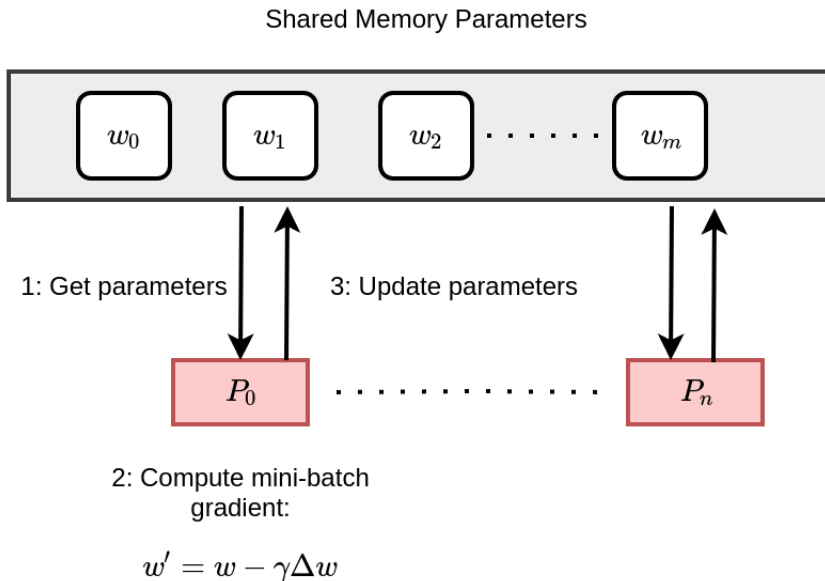 Shared Memory Parameters
w₀ w₁ w₂ ...... wₘ
1: Get parameters 3: Update parameters
P₀ ............ Pₙ
2: Compute mini-batch
gradient:
w′ = w − γΔw